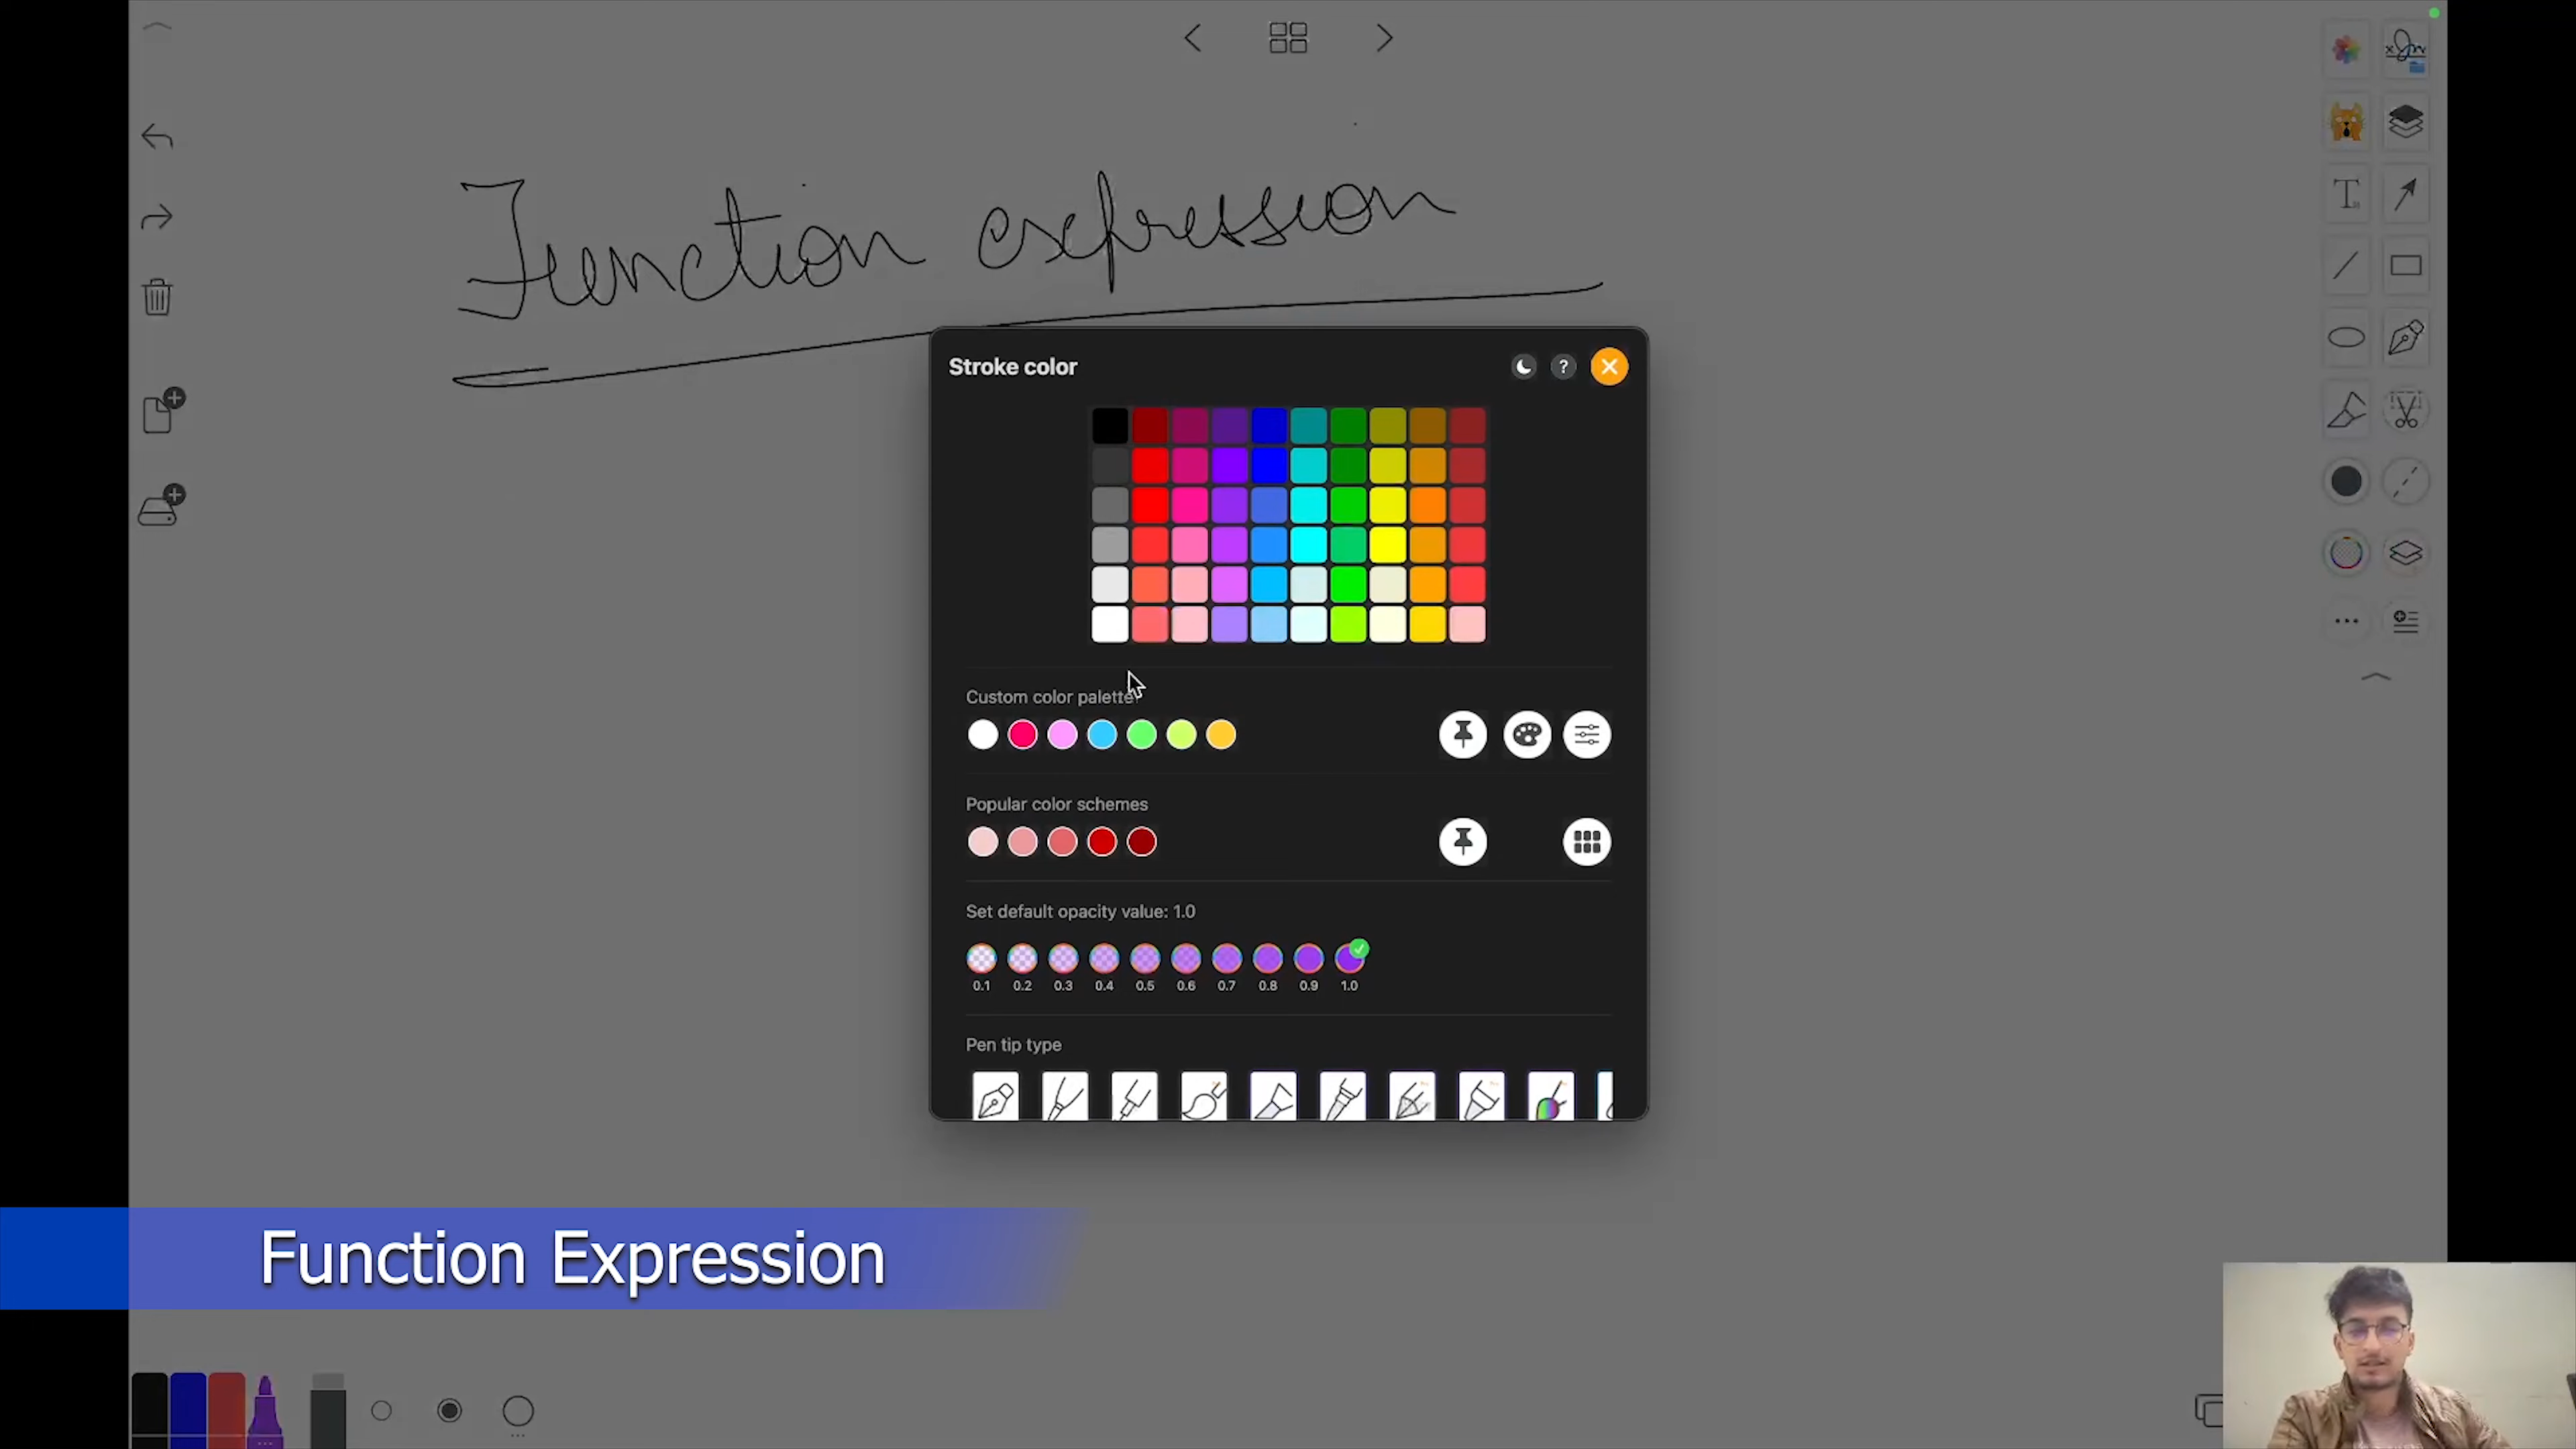 Function expression
Stroke color
?
Custom color palette
Popular color schemes
Set default opacity value: 1.0
0.1 0.2 0.3 0.4 0.5 0.6 0.7 0.8 0.9 1.0
Pen tip type
Function Expression